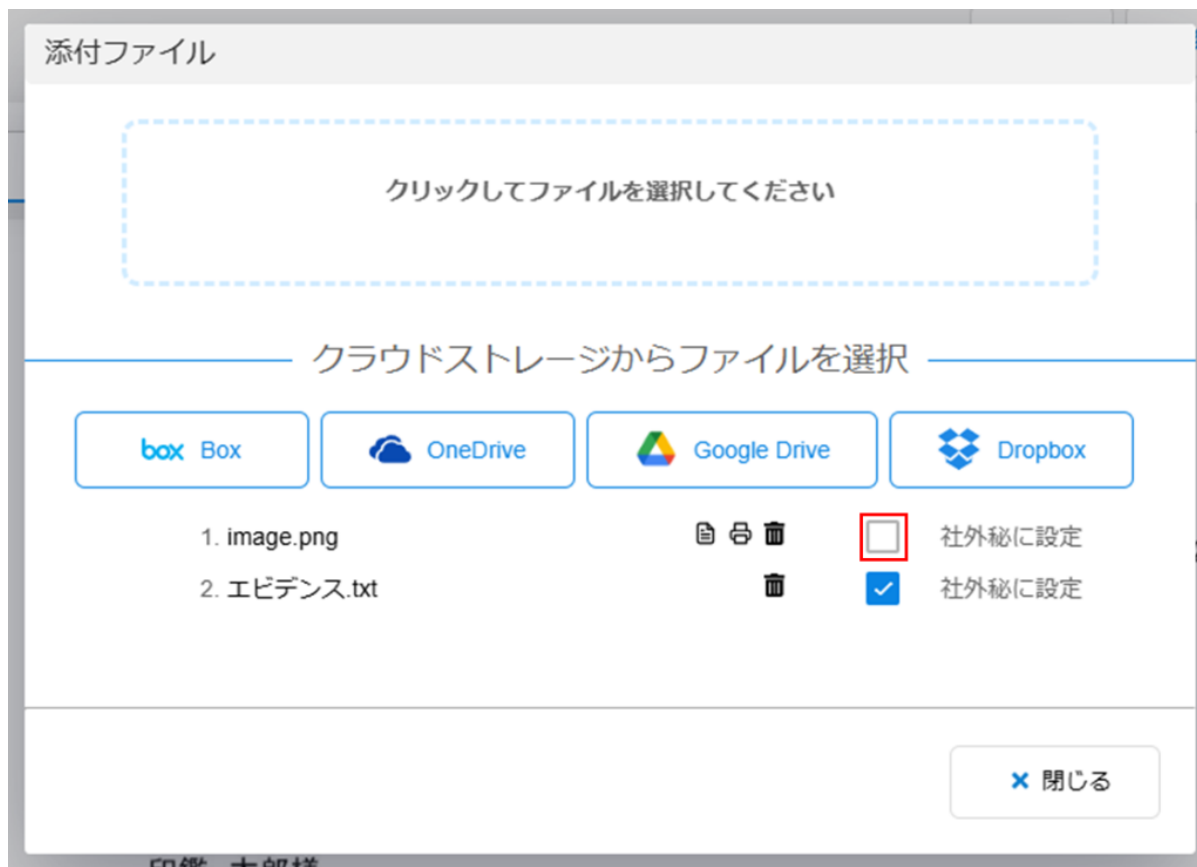 添付ファイル
クリックしてファイルを選択してください
クラウドストレージからファイルを選択
box Box OneDrive Google Drive Dropbox
1. image.png 社外秘に設定
2. エビデンス.txt 社外秘に設定
× 閉じる